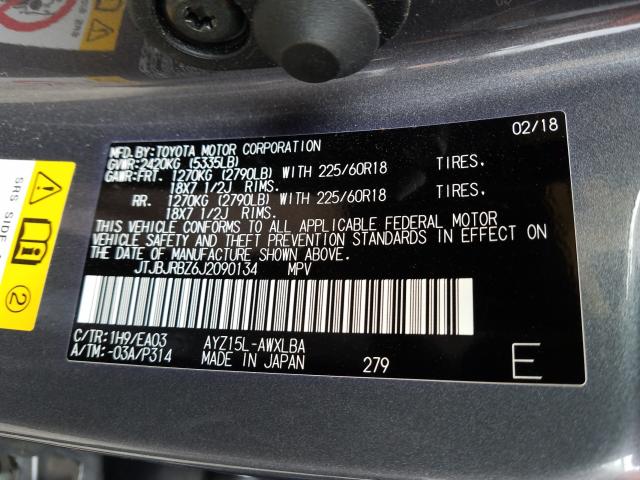 02/18
MFD.BY:TOYOTA MOTOR CORPORATION
GVWR:2420KG (5335LB)
GAWR:FRT. 1270KG (2790LB) WITH 225/60R18 TIRES,
18X7 1/2J RIMS.
RR. 1270KG (2790LB) WITH 225/60R18 TIRES,
18X7 1/2J RIMS.
THIS VEHICLE CONFORMS TO ALL APPLICABLE FEDERAL MOTOR
VEHICLE SAFETY AND THEFT PREVENTION STANDARDS IN EFFECT ON
THE DATE OF MANUFACTURE SHOWN ABOVE.
JTJBJRBZ6J2090134 MPV
C/TR:1H9/EA03 AYZ15L-AWXLBA
A/TM:-03A/P314 MADE IN JAPAN 279 E
SRS SIDE
2